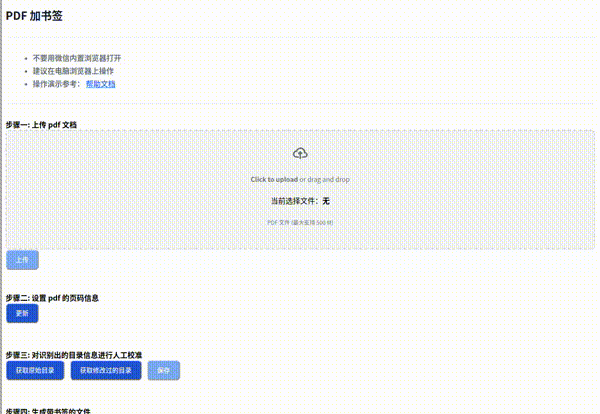 PDF 加书签
不要用微信内置浏览器打开
建议在电脑浏览器上操作
操作演示参考： 帮助文档
步骤一: 上传 pdf 文档
Click to upload or drag and drop
当前选择文件：无
PDF 文件 (最大支持 500 M)
上传
步骤二: 设置 pdf 的页码信息
更新
步骤三: 对识别出的目录信息进行人工校准
获取原始目录 获取修改过的目录 保存
步骤四: 生成带书签的文件